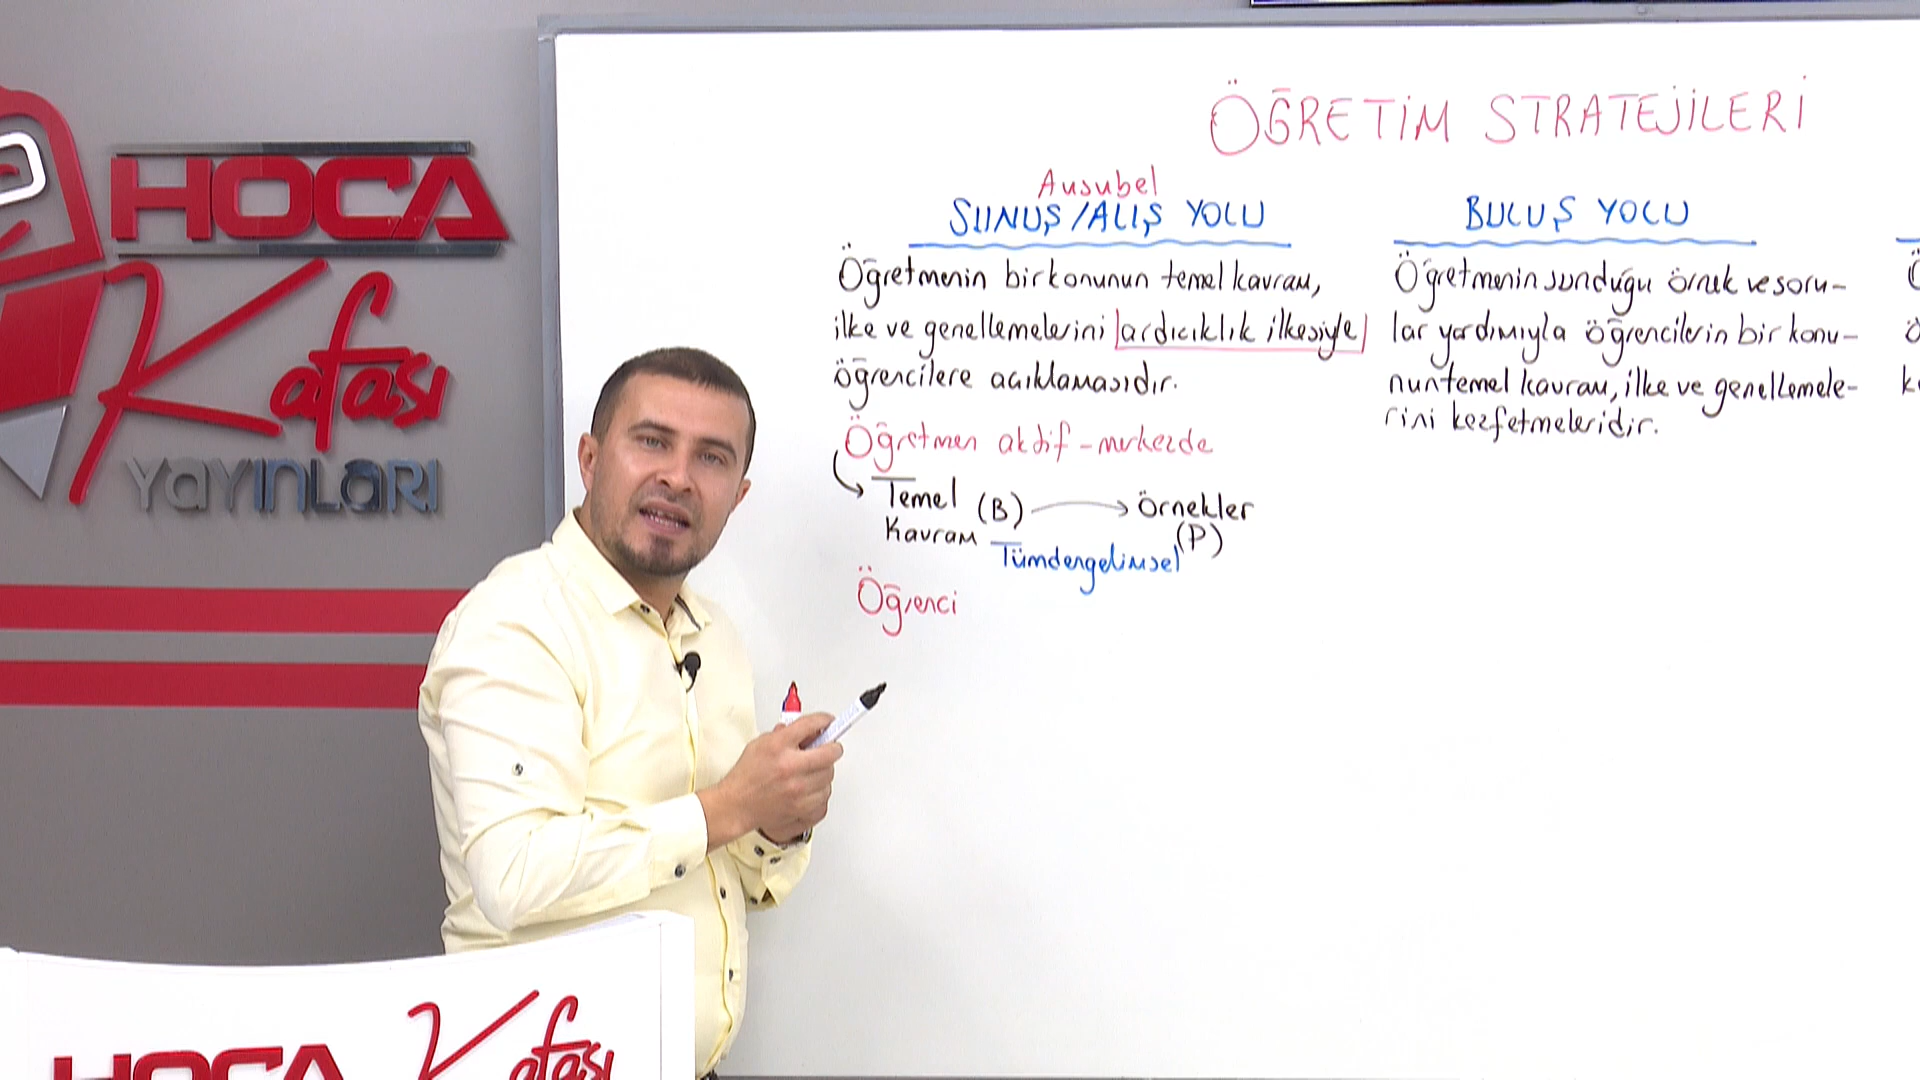 HOCA
Kafası
YAYINLARI
ÖĞRETİM STRATEJİLERİ
Ausubel
SUNUŞ/ALIŞ YOLU
Öğretmenin bir konunun temel kavram,
ilke ve genellemelerini ardıcıklık ilkesiyle
öğrencilere açıklamasıdır.
Öğretmen aktif-merkezde
Temel (B) → Örnekler
Kavram (P)
Tümdengelimsel
Öğrenci
BULUŞ YOLU
Öğretmenin sunduğu örnek ve soru-
lar yardımıyla öğrencilerin bir konu-
nun temel kavram, ilke ve genellemele-
rini keşfetmeleridir.
HOCA
Kafası